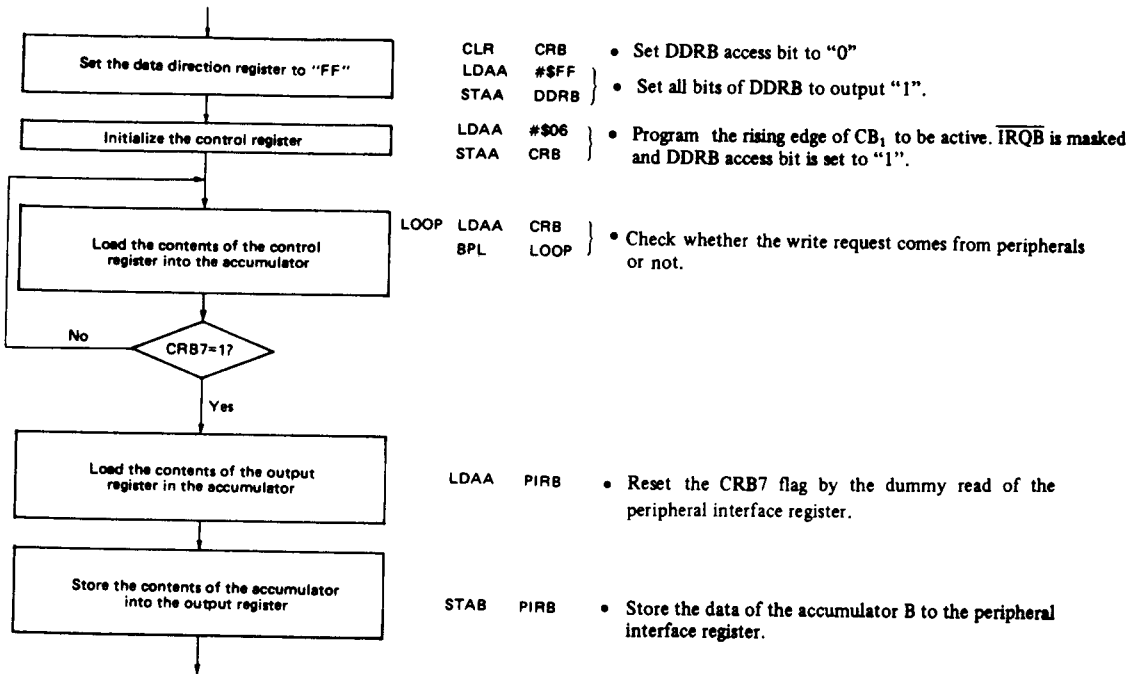 Set the data direction register to "FF"
CLR CRB • Set DDRB access bit to "0"
LDAA #$FF
STAA DDRB } • Set all bits of DDRB to output "1".
Initialize the control register
LDAA #$06
STAA CRB } • Program the rising edge of CB1 to be active. I̅R̅Q̅B̅ is masked
and DDRB access bit is set to "1".
Load the contents of the control
register into the accumulator
LOOP LDAA CRB
BPL LOOP } • Check whether the write request comes from peripherals
or not.
No
CRB7=1?
Yes
Load the contents of the output
register in the accumulator
LDAA PIRB • Reset the CRB7 flag by the dummy read of the
peripheral interface register.
Store the contents of the accumulator
into the output register
STAB PIRB • Store the data of the accumulator B to the peripheral
interface register.